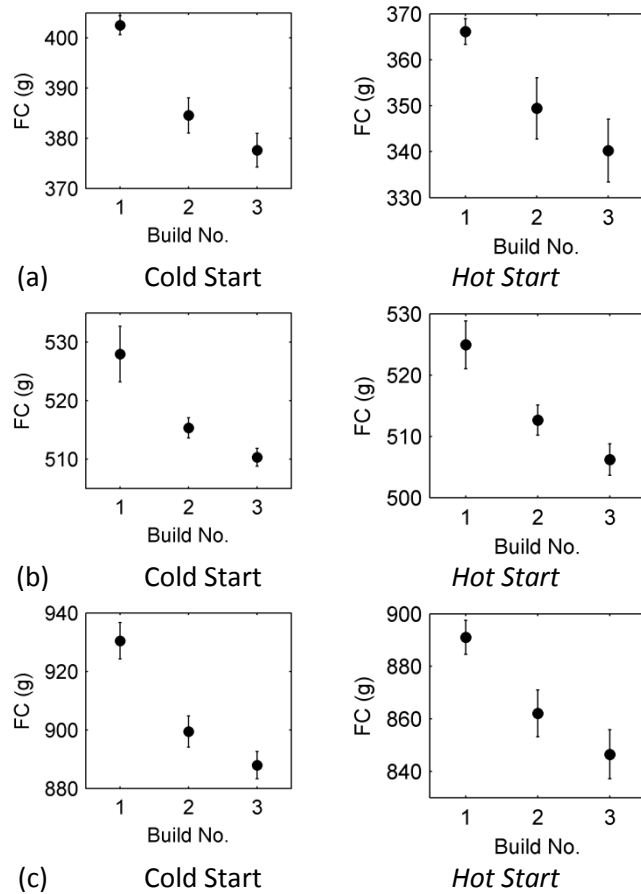 FC (g)
400
390
380
370
1 2 3
Build No.
FC (g)
370
360
350
340
330
1 2 3
Build No.
(a) Cold Start Hot Start
FC (g)
530
520
510
1 2 3
Build No.
FC (g)
530
520
510
500
1 2 3
Build No.
(b) Cold Start Hot Start
FC (g)
940
920
900
880
1 2 3
Build No.
FC (g)
900
880
860
840
1 2 3
Build No.
(c) Cold Start Hot Start